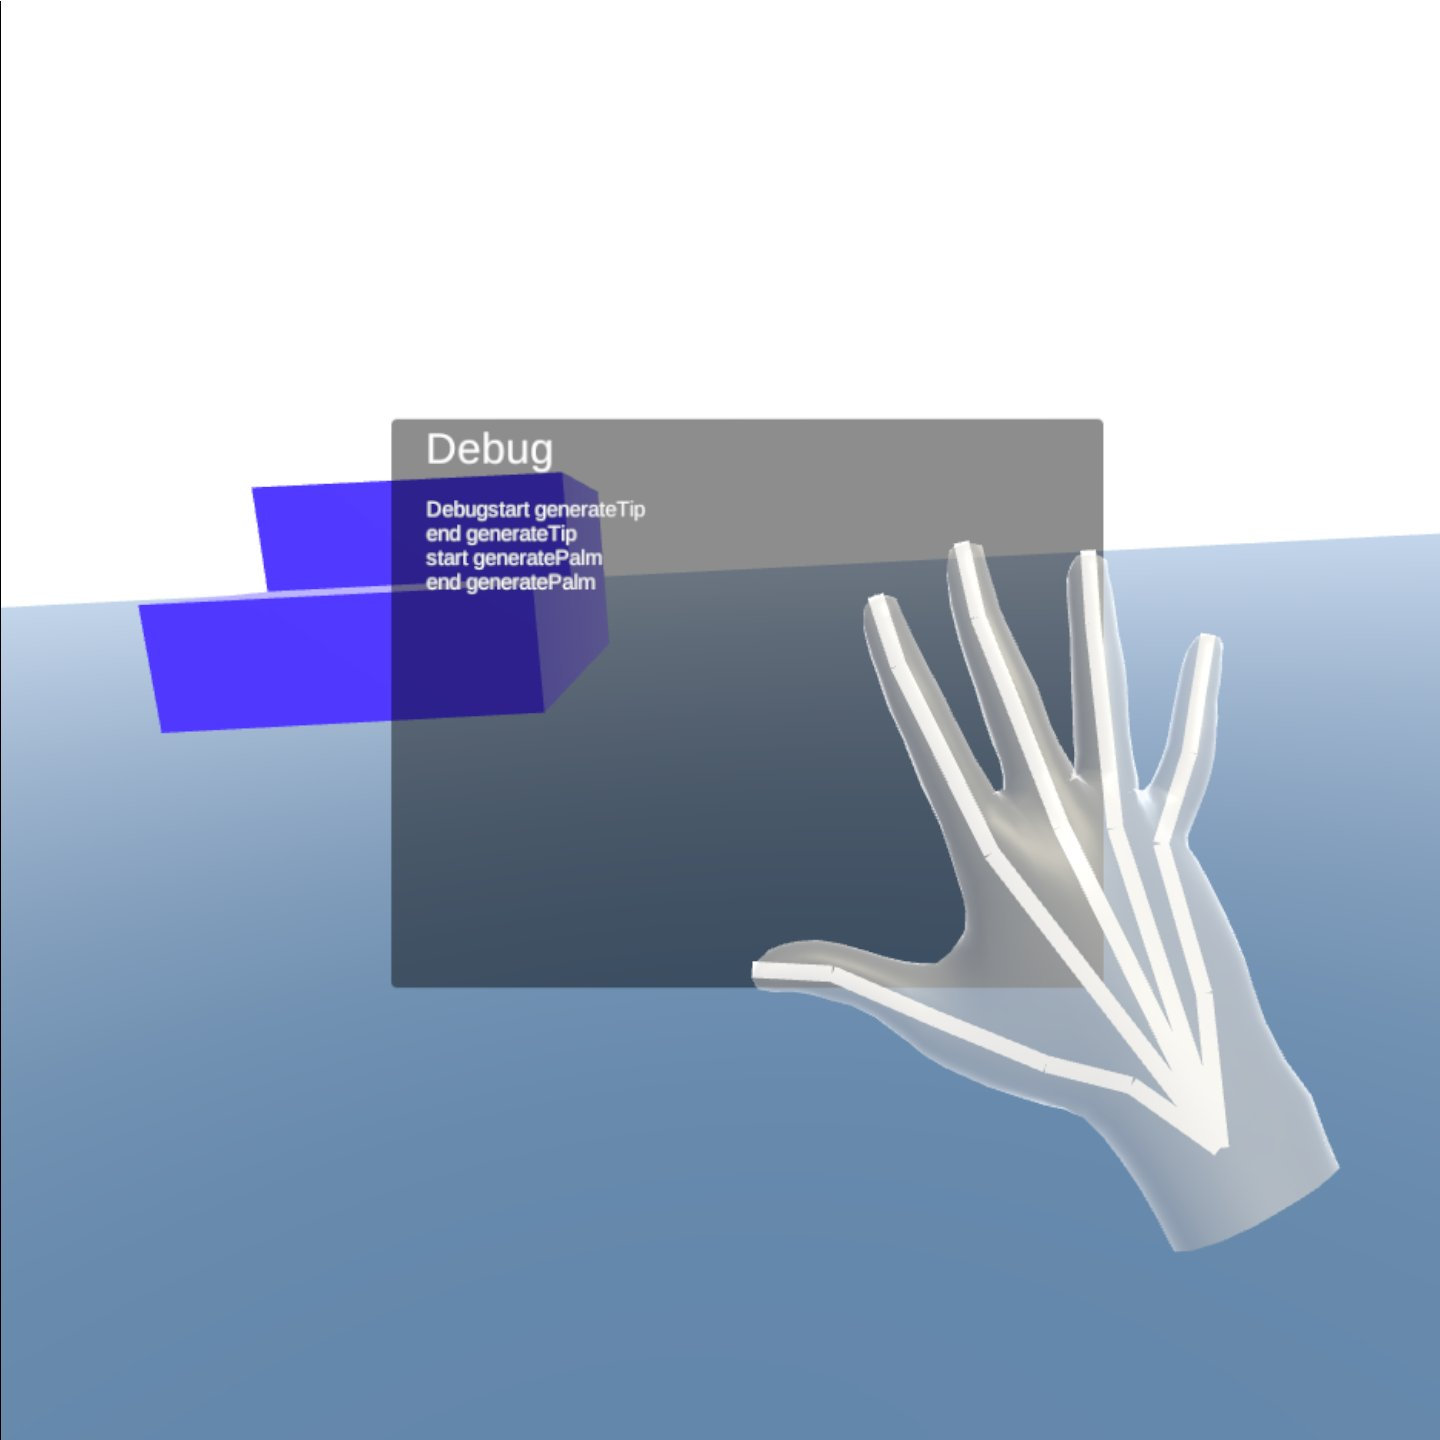 Debug
Debugstart generateTip
end generateTip
start generatePalm
end generatePalm